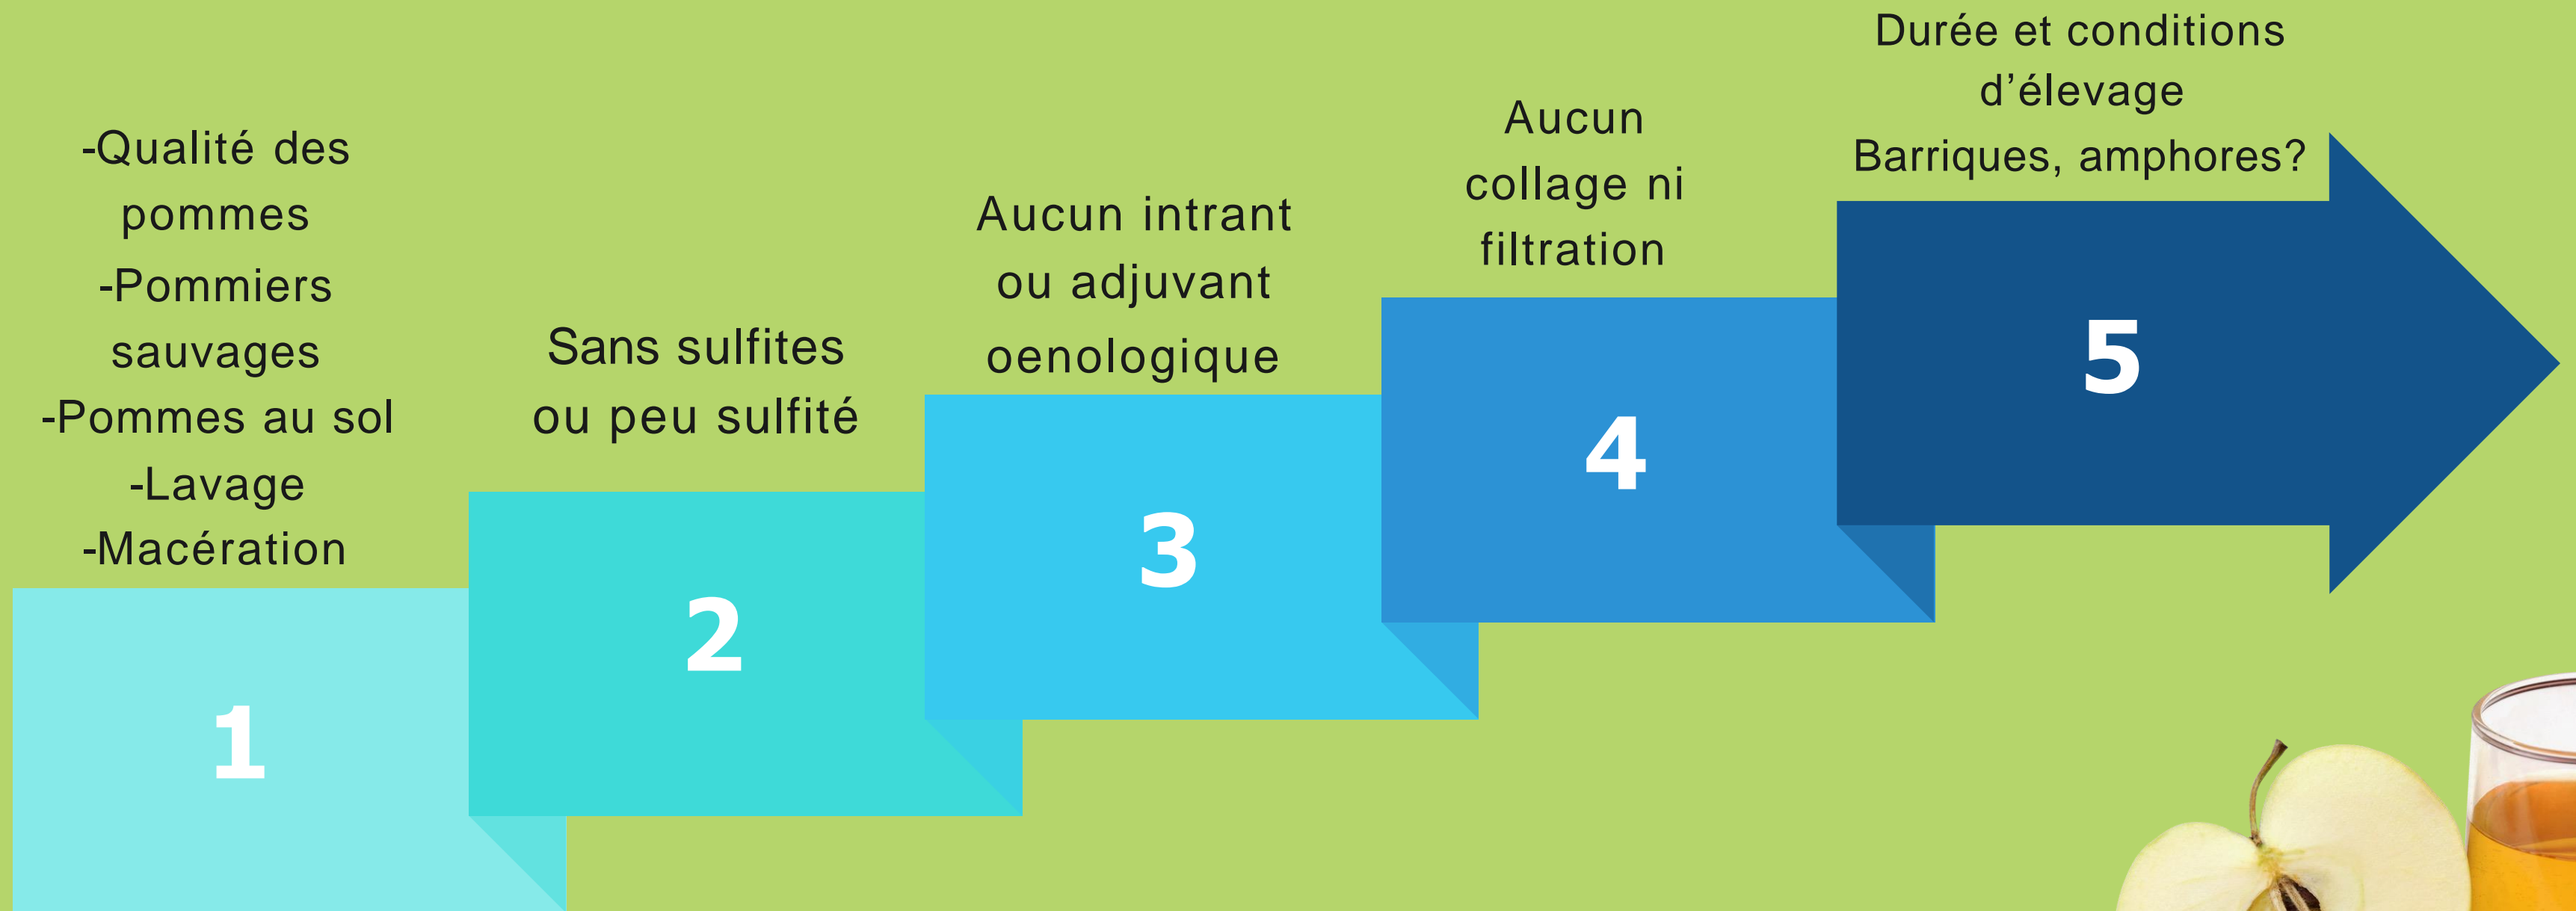 -Qualité des
pommes
-Pommiers
sauvages
-Pommes au sol
-Lavage
-Macération
1
Sans sulfites
ou peu sulfité
2
Aucun intrant
ou adjuvant
oenologique
3
Aucun
collage ni
filtration
4
Durée et conditions
d’élevage
Barriques, amphores?
5